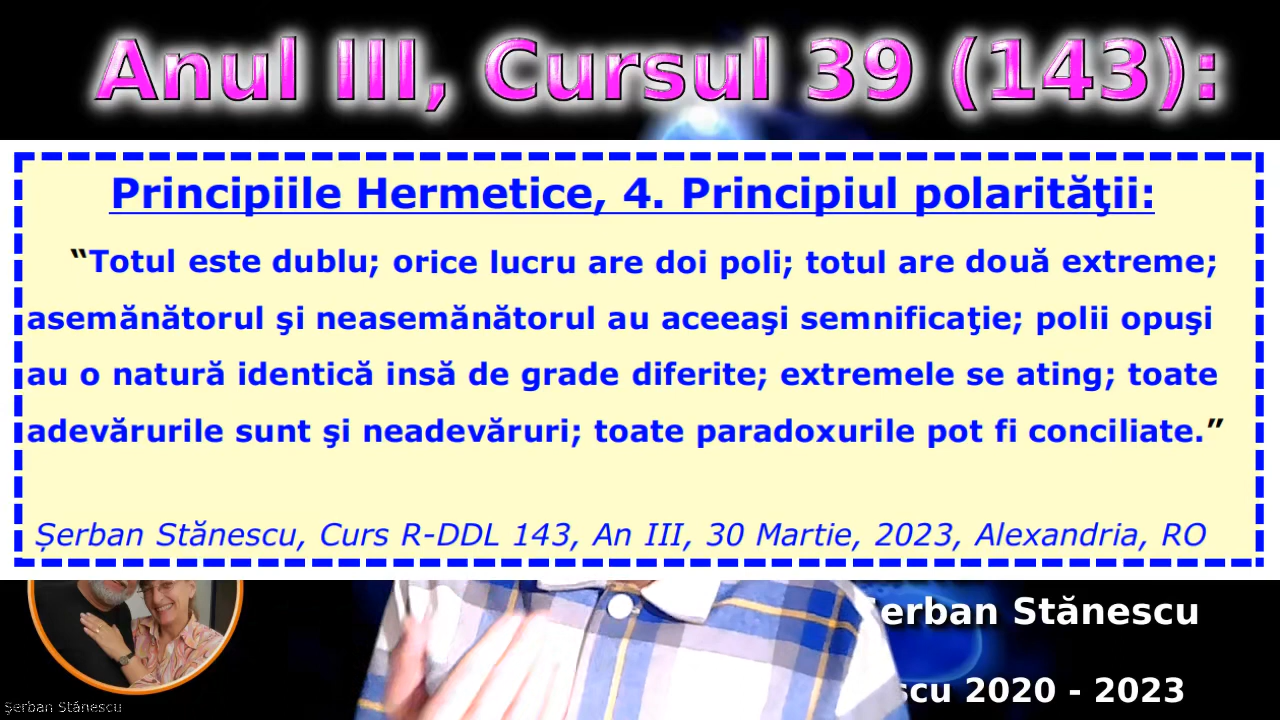 Anul III, Cursul 39 (143):
Principiile Hermetice, 4. Principiul polarităţii:
“Totul este dublu; orice lucru are doi poli; totul are două extreme;
asemănătorul şi neasemănătorul au aceeaşi semnificaţie; polii opuşi
au o natură identică insă de grade diferite; extremele se ating; toate
adevărurile sunt şi neadevăruri; toate paradoxurile pot fi conciliate.”
Șerban Stănescu, Curs R-DDL 143, An III, 30 Martie, 2023, Alexandria, RO
erban Stănescu
scu 2020 - 2023
Şerban Stănescu